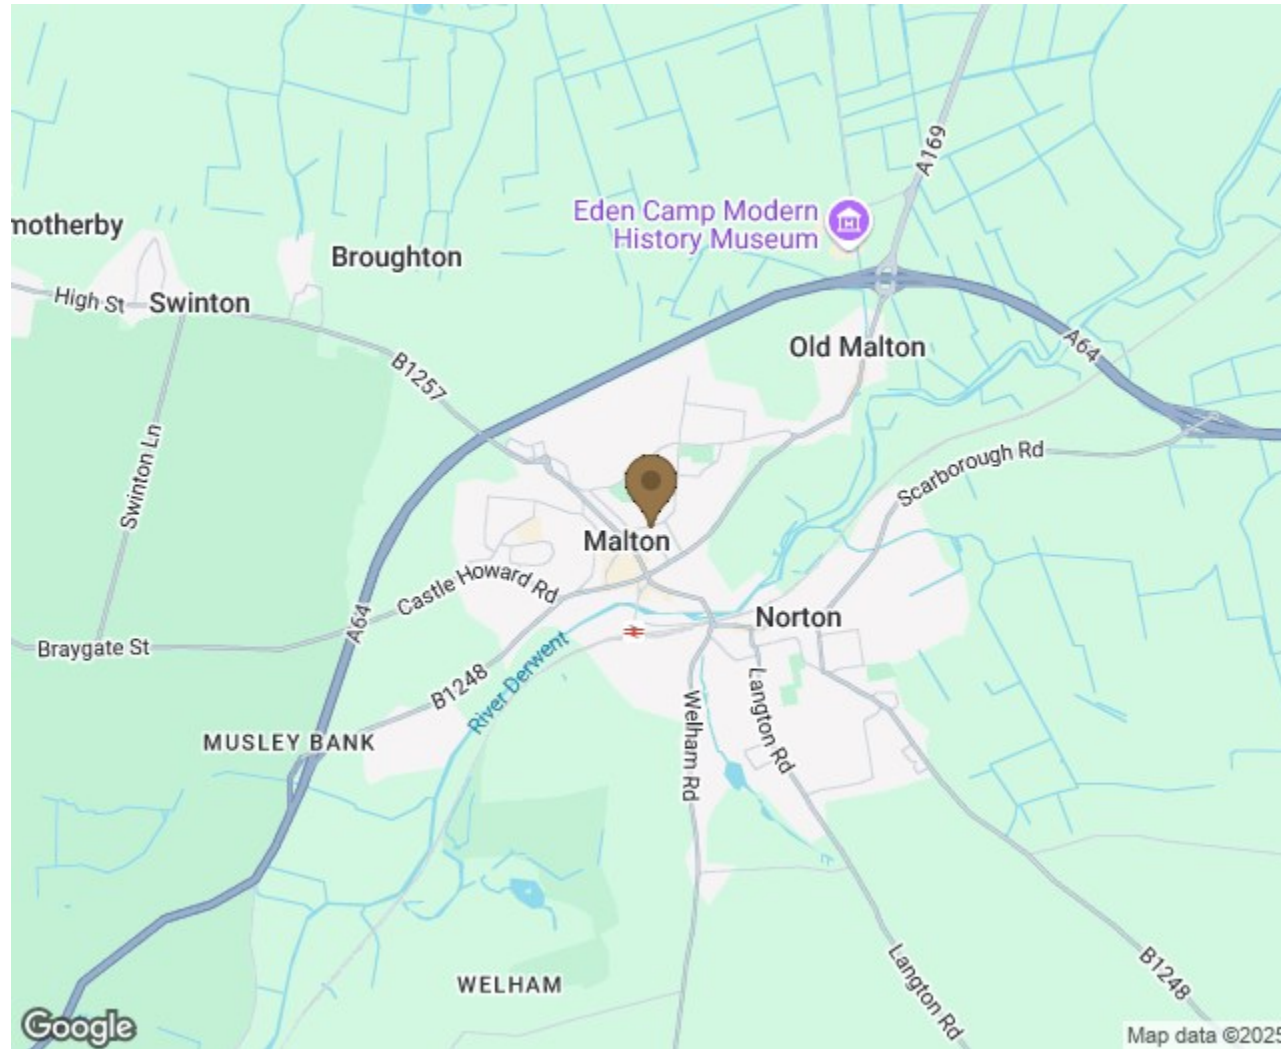 A169
Eden Camp Modern
History Museum
motherby
Broughton
High St
Swinton
B1257
Old Malton
A64
Swinton Ln
Scarborough Rd
Malton
Castle Howard Rd
A64
Norton
Braygate St
B1248
River Derwent
Welham Rd
Langton Rd
MUSLEY BANK
WELHAM
Langton Rd
B1248
Google
Map data ©2025